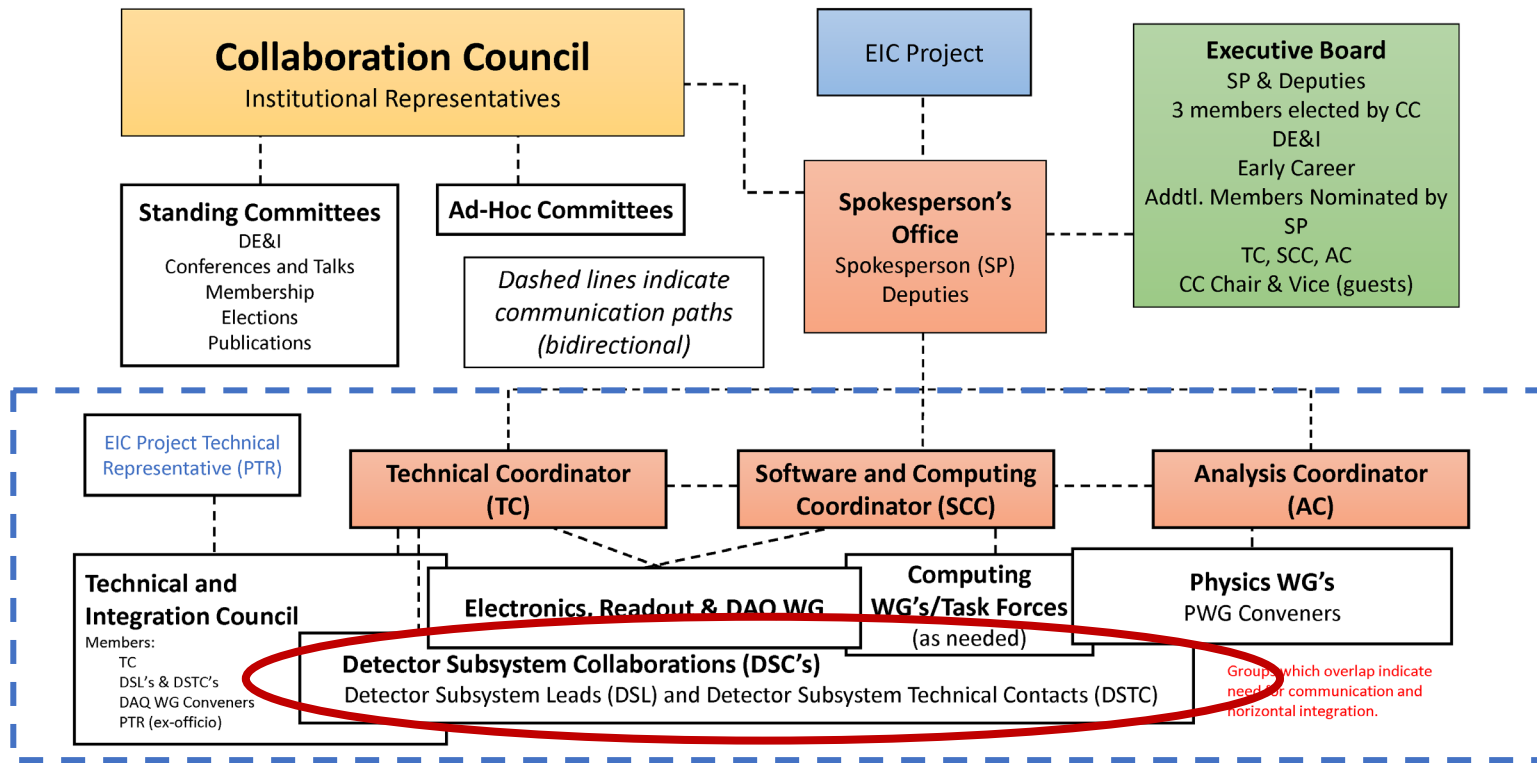 Collaboration Council
Institutional Representatives
EIC Project
Executive Board
SP & Deputies
3 members elected by CC
DE&I
Early Career
Addtl. Members Nominated by
SP
TC, SCC, AC
CC Chair & Vice (guests)
Standing Committees
DE&I
Conferences and Talks
Membership
Elections
Publications
Ad-Hoc Committees
Spokesperson's
Office
Spokesperson (SP)
Deputies
Dashed lines indicate
communication paths
(bidirectional)
EIC Project Technical
Representative (PTR)
Technical Coordinator
(TC)
Software and Computing
Coordinator (SCC)
Analysis Coordinator
(AC)
Technical and
Integration Council
Members:
TC
DSL's & DSTC's
DAQ WG Conveners
PTR (ex-officio)
Electronics, Readout & DAQ WG
Computing
WG's/Task Forces
(as needed)
Physics WG's
PWG Conveners
Detector Subsystem Collaborations (DSC's)
Detector Subsystem Leads (DSL) and Detector Subsystem Technical Contacts (DSTC)
Groups which overlap indicate
need for communication and
horizontal integration.